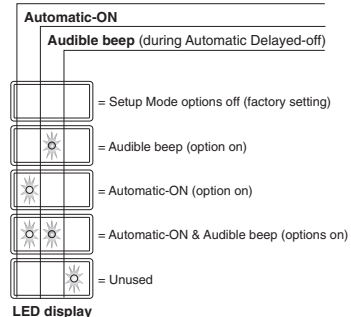 Automatic-ON
Audible beep (during Automatic Delayed-off)
= Setup Mode options off (factory setting)
= Audible beep (option on)
= Automatic-ON (option on)
= Automatic-ON & Audible beep (options on)
= Unused
LED display